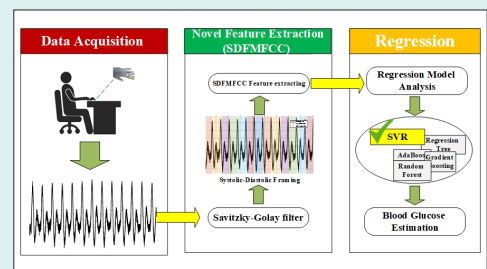 Data Acquisition
Novel Feature Extraction
(SDFMFCC)
SDFMFCC Feature extracting
Systolic-Diastolic Framing
Savitzky-Golay filter
Regression
Regression Model
Analysis
SVR
Regression
Tree
AdaBoost
Gradient
Boosting
Random
Forest
Blood Glucose
Estimation